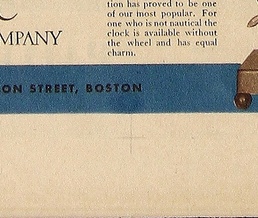 tion has proved to be one
of our most popular. For
one who is not nautical the
clock is available without
the wheel and has equal
charm.
OMPANY
ON STREET, BOSTON